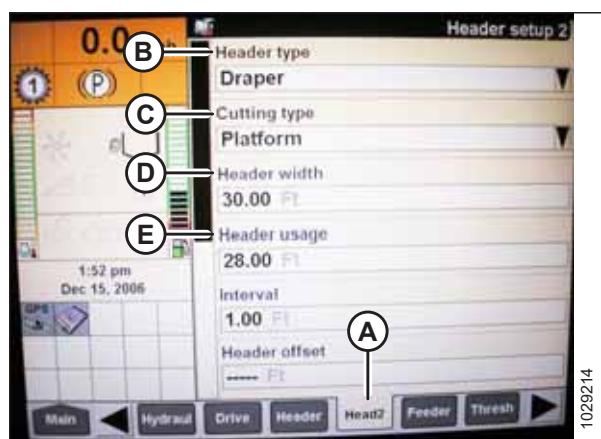 0.0
Header setup 2
1
(P)
B
Header type
Draper
C
Cutting type
Platform
D
Header width
30.00 Ft
E
Header usage
28.00 Ft
1:52 pm
Dec 15, 2006
GPS
Interval
1.00 Ft
A
Header offset
----- Ft
Main
Hydraul
Drive
Header
Head2
Feeder
Thresh
1029214